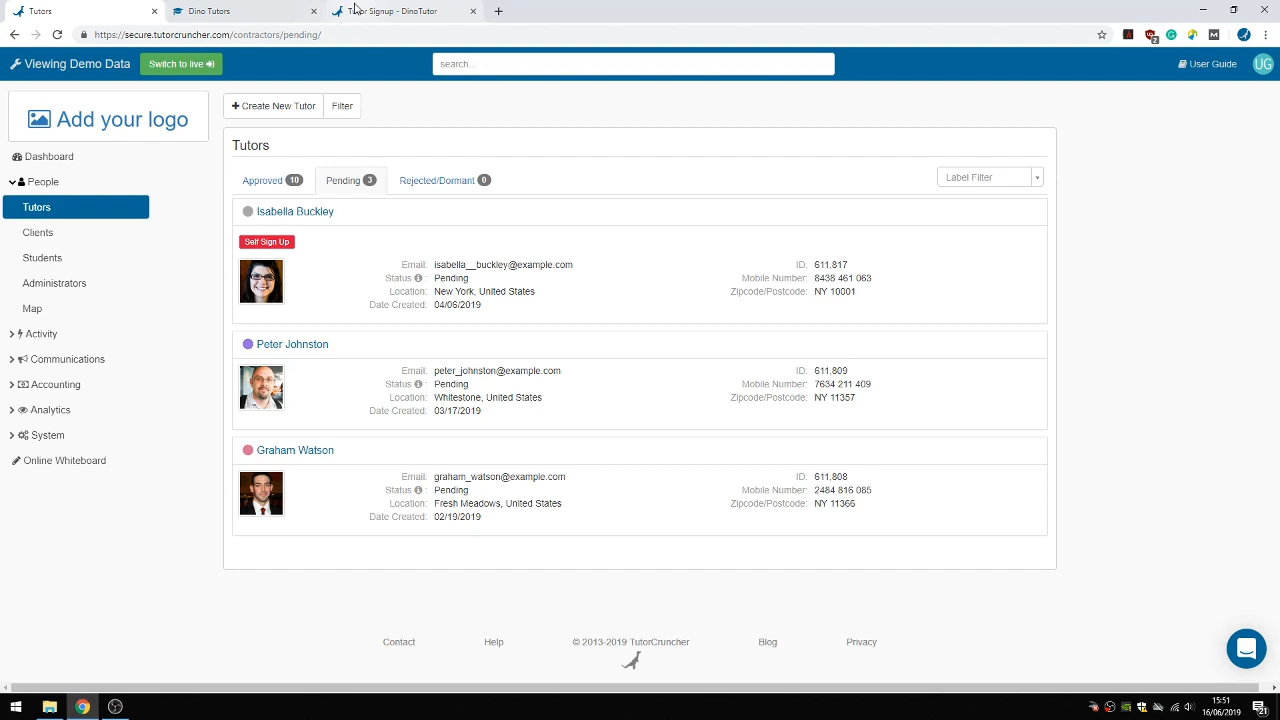 Tutors
Dino Tutors
Signup - DinoTutor
https://secure.tutorcruncher.com/contractors/pending/
Viewing Demo Data
Switch to live
search...
User Guide
UG
Add your logo
Dashboard
People
Tutors
Clients
Students
Administrators
Map
Activity
Communications
Accounting
Analytics
System
Online Whiteboard
Create New Tutor
Filter
Tutors
Approved 10
Pending 3
Rejected/Dormant 0
Label Filter
Isabella Buckley
Self Sign Up
Email: isabella__buckley@example.com
Status : Pending
Location: New York, United States
Date Created: 04/06/2019
ID: 611,817
Mobile Number: 8438 461 063
Zipcode/Postcode: NY 10001
Peter Johnston
Email: peter_johnston@example.com
Status : Pending
Location: Whitestone, United States
Date Created: 03/17/2019
ID: 611,809
Mobile Number: 7634 211 409
Zipcode/Postcode: NY 11357
Graham Watson
Email: graham_watson@example.com
Status : Pending
Location: Fresh Meadows, United States
Date Created: 02/19/2019
ID: 611,808
Mobile Number: 2484 816 085
Zipcode/Postcode: NY 11366
Contact
Help
© 2013-2019 TutorCruncher
Blog
Privacy
15:51
16/06/2019